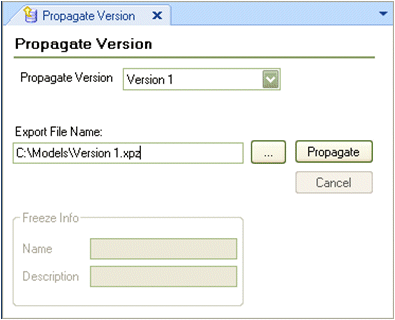 Propagate Version
Propagate Version
Propagate Version Version 1
Export File Name:
C:\Models\Version 1.xpz ... Propagate
Cancel
Freeze Info
Name
Description